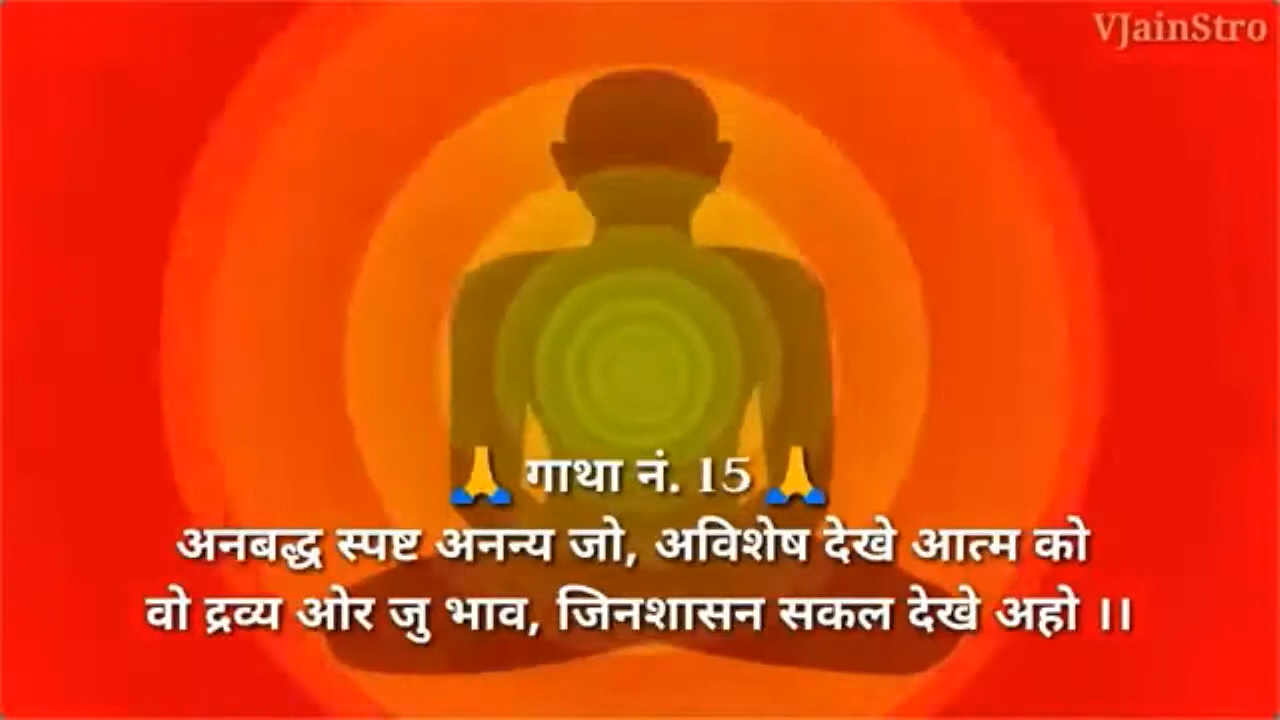 VJainStro
🙏 गाथा नं. 15 🙏
अनबद्ध स्पष्ट अनन्य जो, अविशेष देखे आत्म को
वो द्रव्य ओर जु भाव, जिनशासन सकल देखे अहो ।।